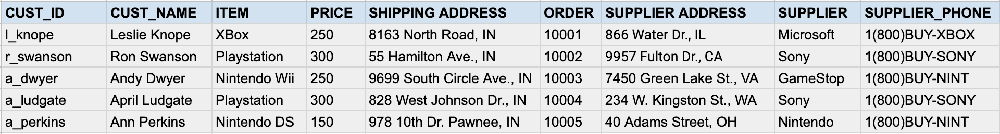 CUST_ID CUST_NAME ITEM PRICE SHIPPING ADDRESS ORDER SUPPLIER ADDRESS SUPPLIER SUPPLIER_PHONE
l_knope Leslie Knope XBox 250 8163 North Road, IN 10001 866 Water Dr., IL Microsoft 1(800)BUY-XBOX
r_swanson Ron Swanson Playstation 300 55 Hamilton Ave., IN 10002 9957 Fulton Dr., CA Sony 1(800)BUY-SONY
a_dwyer Andy Dwyer Nintendo Wii 250 9699 South Circle Ave., IN 10003 7450 Green Lake St., VA GameStop 1(800)BUY-NINT
a_ludgate April Ludgate Playstation 300 828 West Johnson Dr., IN 10004 234 W. Kingston St., WA Sony 1(800)BUY-SONY
a_perkins Ann Perkins Nintendo DS 150 978 10th Dr. Pawnee, IN 10005 40 Adams Street, OH Nintendo 1(800)BUY-NINT